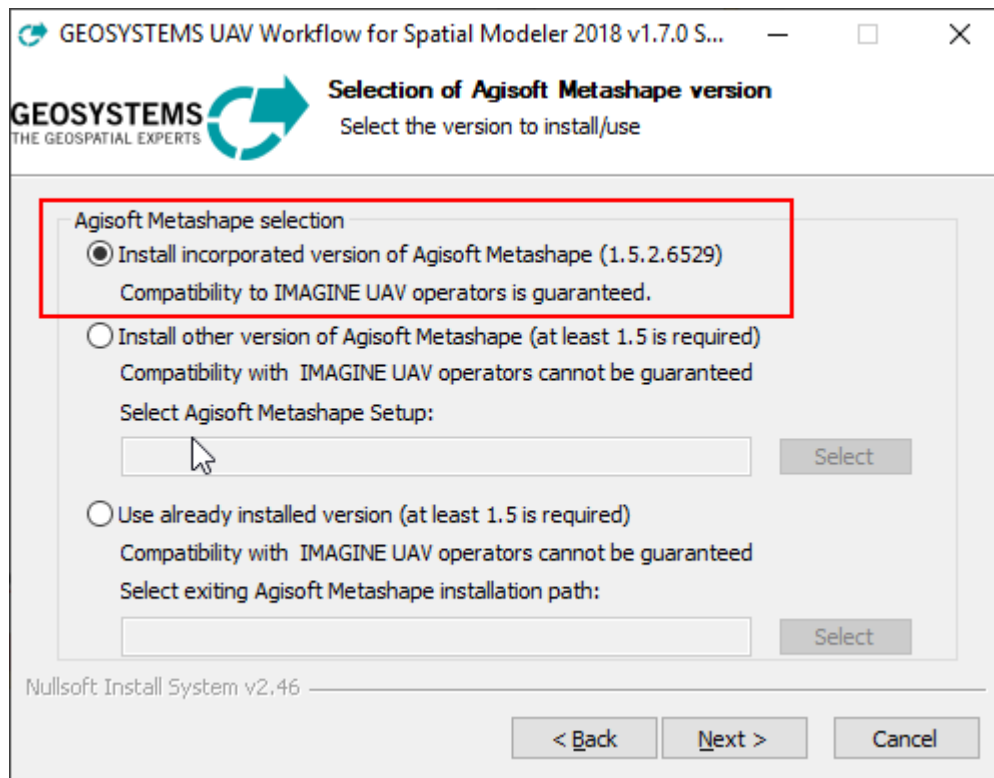 GEOSYSTEMS UAV Workflow for Spatial Modeler 2018 v1.7.0 S...
GEOSYSTEMS
THE GEOSPATIAL EXPERTS
Selection of Agisoft Metashape version
Select the version to install/use
Agisoft Metashape selection
Install incorporated version of Agisoft Metashape (1.5.2.6529)
Compatibility to IMAGINE UAV operators is guaranteed.
Install other version of Agisoft Metashape (at least 1.5 is required)
Compatibility with IMAGINE UAV operators cannot be guaranteed
Select Agisoft Metashape Setup:
Select
Use already installed version (at least 1.5 is required)
Compatibility with IMAGINE UAV operators cannot be guaranteed
Select exiting Agisoft Metashape installation path:
Select
Nullsoft Install System v2.46
< Back
Next >
Cancel